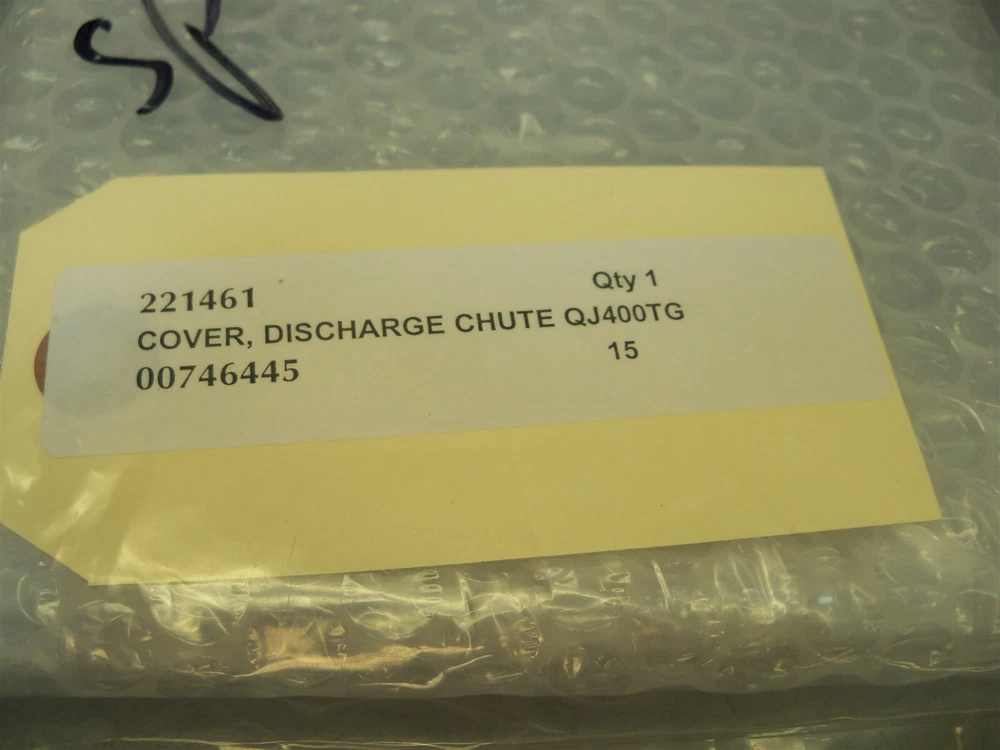 221461 Qty 1
COVER, DISCHARGE CHUTE QJ400TG
00746445 15